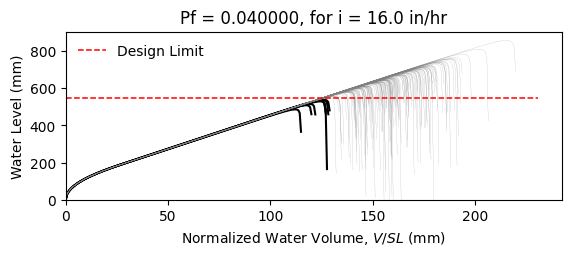 Pf = 0.040000, for i = 16.0 in/hr
Design Limit
Water Level (mm)
800
600
400
200
0
0 50 100 150 200
Normalized Water Volume, V/SL (mm)